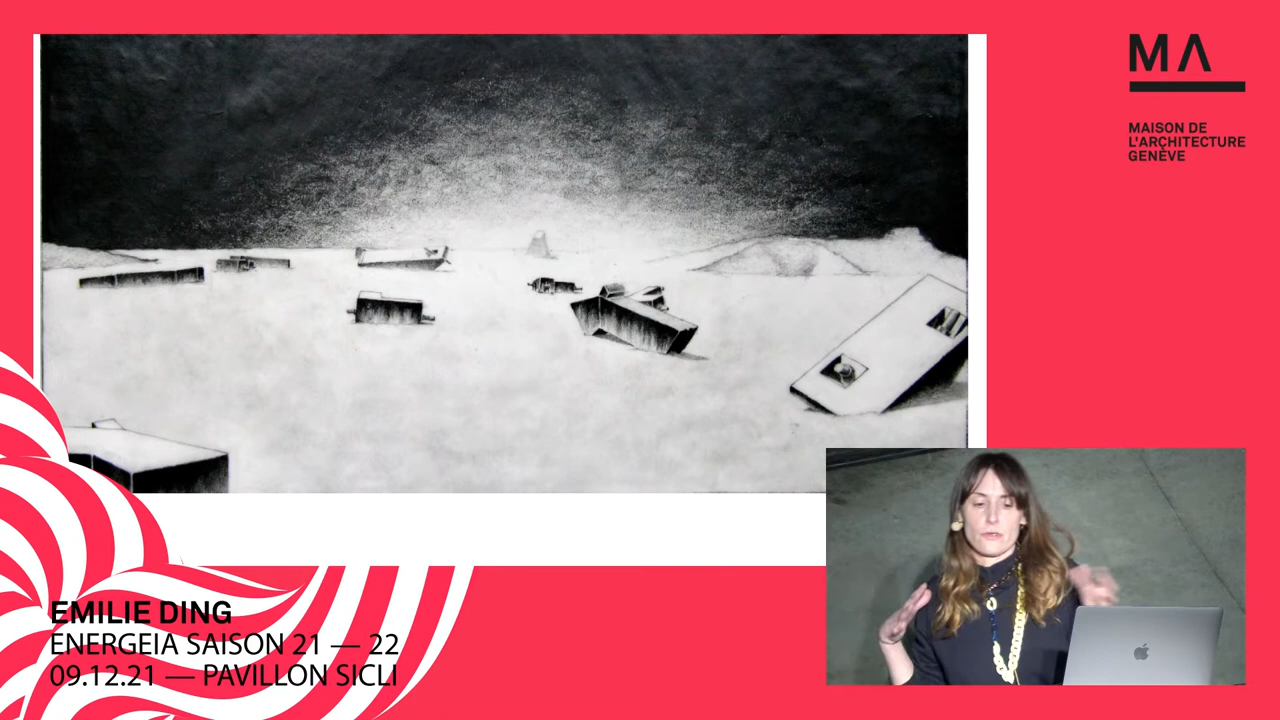 MA
MAISON DE
L'ARCHITECTURE
GENÈVE
EMILIE DING
ENERGEIA SAISON 21 — 22
09.12.21 — PAVILLON SICLI